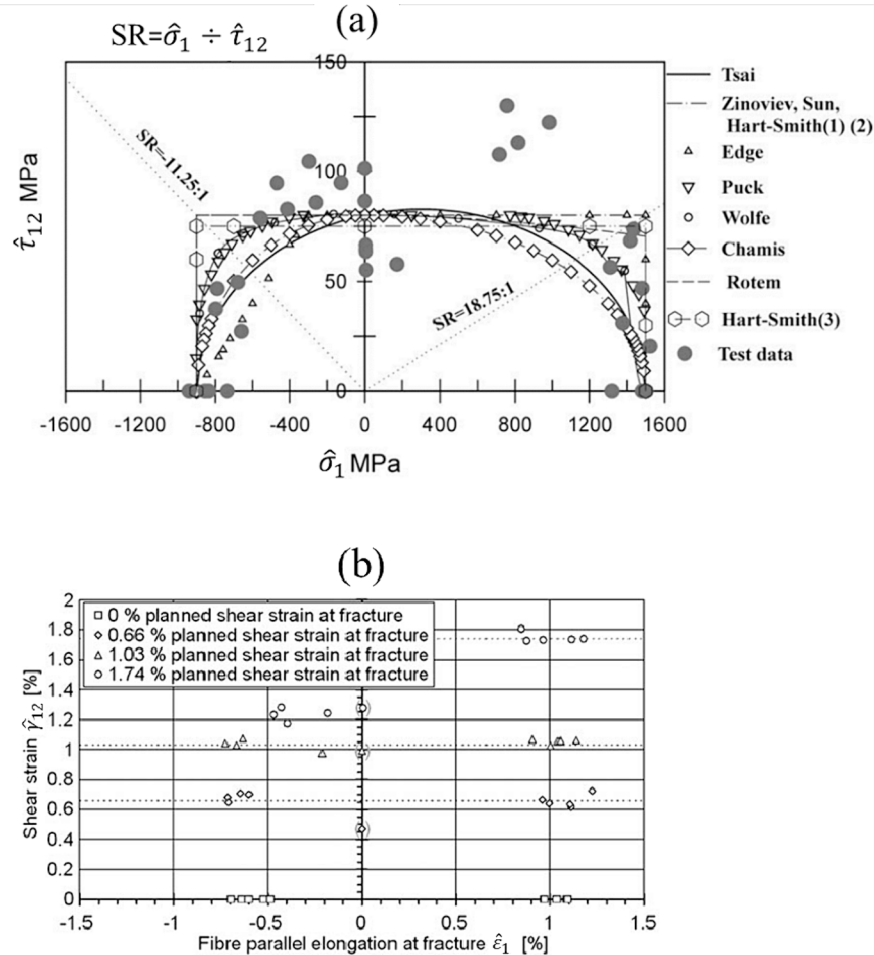 (a)
SR=σ̂₁ ÷ τ̂₁₂
150
100
50
0
τ̂₁₂ MPa
SR=-11.25:1
SR=18.75:1
-1600 -1200 -800 -400 0 400 800 1200 1600
σ̂₁ MPa
Tsai
Zinoviev, Sun,
Hart-Smith(1) (2)
Edge
Puck
Wolfe
Chamis
Rotem
Hart-Smith(3)
Test data
(b)
2
1.8
1.6
1.4
1.2
1
0.8
0.6
0.4
0.2
0
Shear strain γ̂₁₂ [%]
0 % planned shear strain at fracture
0.66 % planned shear strain at fracture
1.03 % planned shear strain at fracture
1.74 % planned shear strain at fracture
-1.5 -1 -0.5 0 0.5 1 1.5
Fibre parallel elongation at fracture ε̂₁ [%]